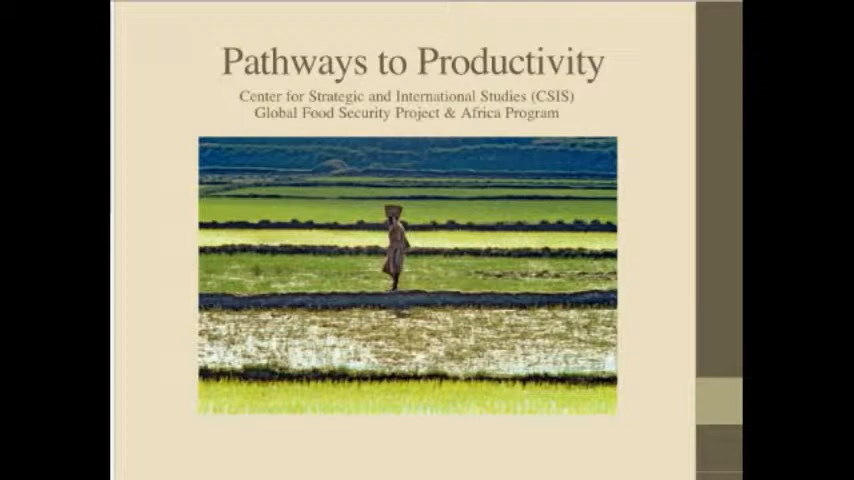 Pathways to Productivity
Center for Strategic and International Studies (CSIS)
Global Food Security Project & Africa Program